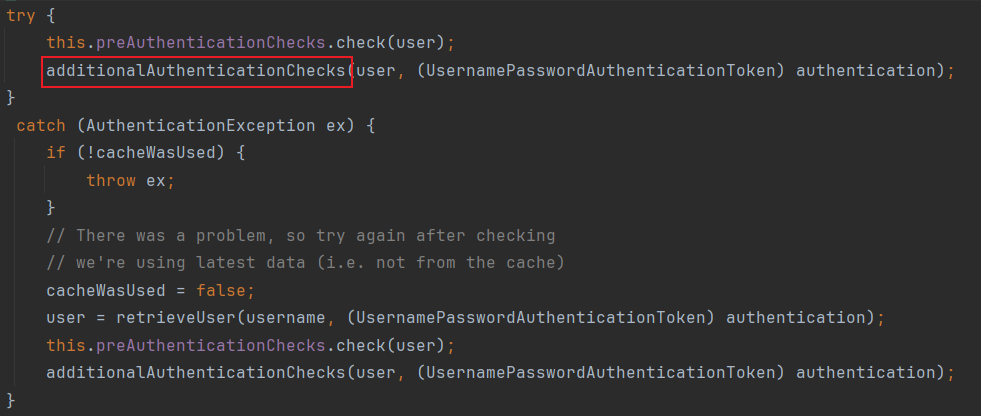 try {
this.preAuthenticationChecks.check(user);
additionalAuthenticationChecks(user, (UsernamePasswordAuthenticationToken) authentication);
}
catch (AuthenticationException ex) {
if (!cacheWasUsed) {
throw ex;
}
// There was a problem, so try again after checking
// we're using latest data (i.e. not from the cache)
cacheWasUsed = false;
user = retrieveUser(username, (UsernamePasswordAuthenticationToken) authentication);
this.preAuthenticationChecks.check(user);
additionalAuthenticationChecks(user, (UsernamePasswordAuthenticationToken) authentication);
}